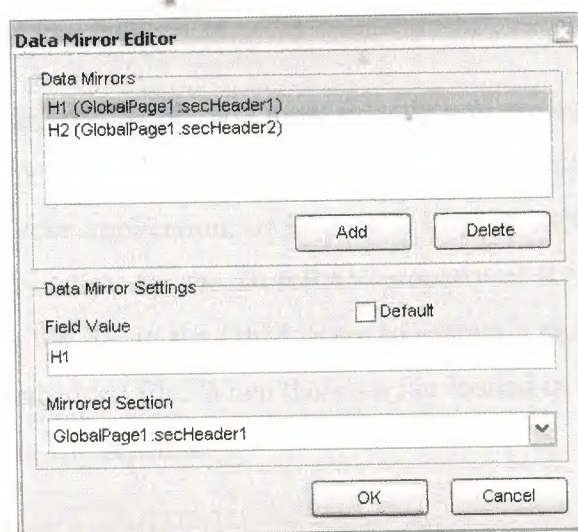 Data Mirror Editor
Data Mirrors
H1 (GlobalPage1.secHeader1)
H2 (GlobalPage1.secHeader2)
Add
Delete
Data Mirror Settings
Default
Field Value
H1
Mirrored Section
GlobalPage1.secHeader1
OK
Cancel